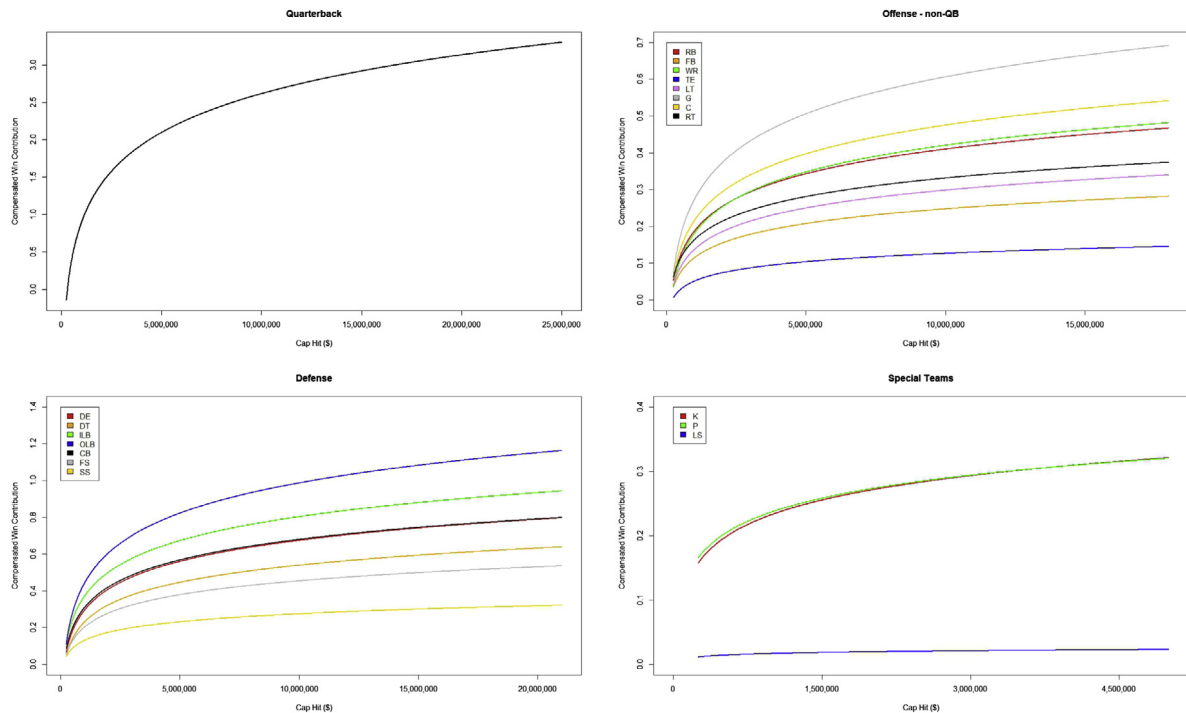 Quarterback
Compensated Win Contribution
3.0
2.5
2.0
1.5
1.0
0.5
0.0
0
5,000,000
10,000,000
15,000,000
20,000,000
25,000,000
Cap Hit ($)
Offense - non-QB
Compensated Win Contribution
0.7
0.6
0.5
0.4
0.3
0.2
0.1
0.0
RB
FB
WR
TE
LT
G
C
RT
0
5,000,000
10,000,000
15,000,000
Cap Hit ($)
Defense
Compensated Win Contribution
1.4
1.2
1.0
0.8
0.6
0.4
0.2
0.0
DE
DT
ILB
OLB
CB
FS
SS
0
5,000,000
10,000,000
15,000,000
20,000,000
Cap Hit ($)
Special Teams
Compensated Win Contribution
0.4
0.3
0.2
0.1
0.0
K
P
LS
0
1,500,000
3,000,000
4,500,000
Cap Hit ($)